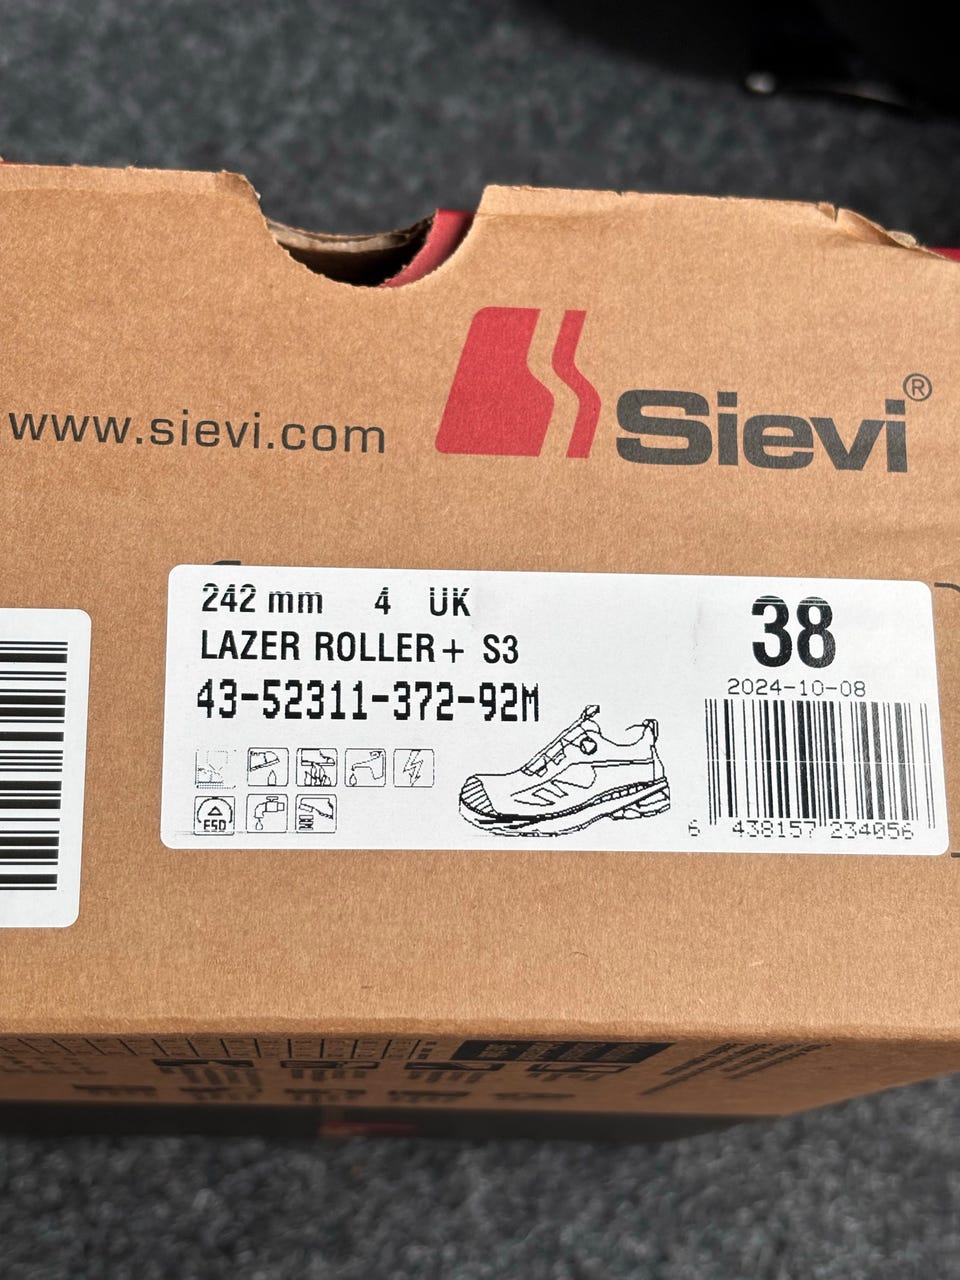 www.sievi.com
Sievi®
242 mm 4 UK
LAZER ROLLER+ S3
43-52311-372-92M
38
2024-10-08
ESD
6 438157 234056